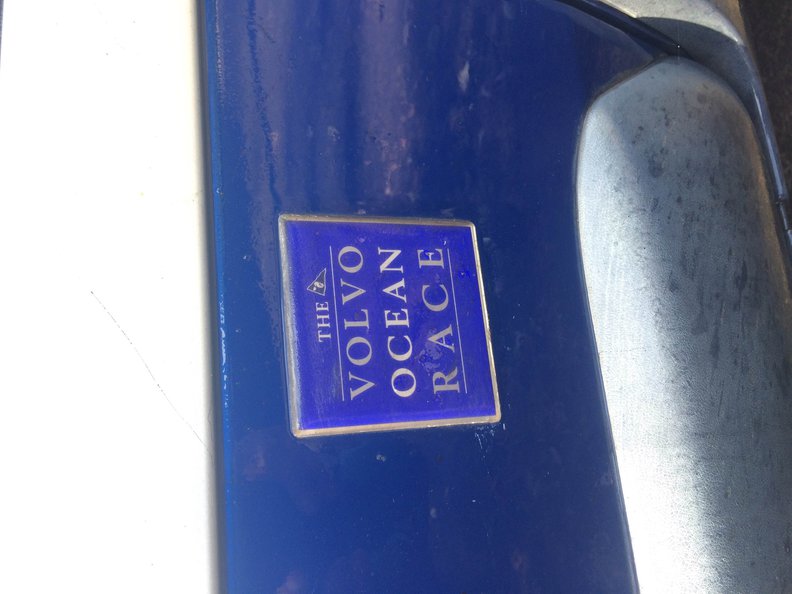 THE
VOLVO
OCEAN
RACE